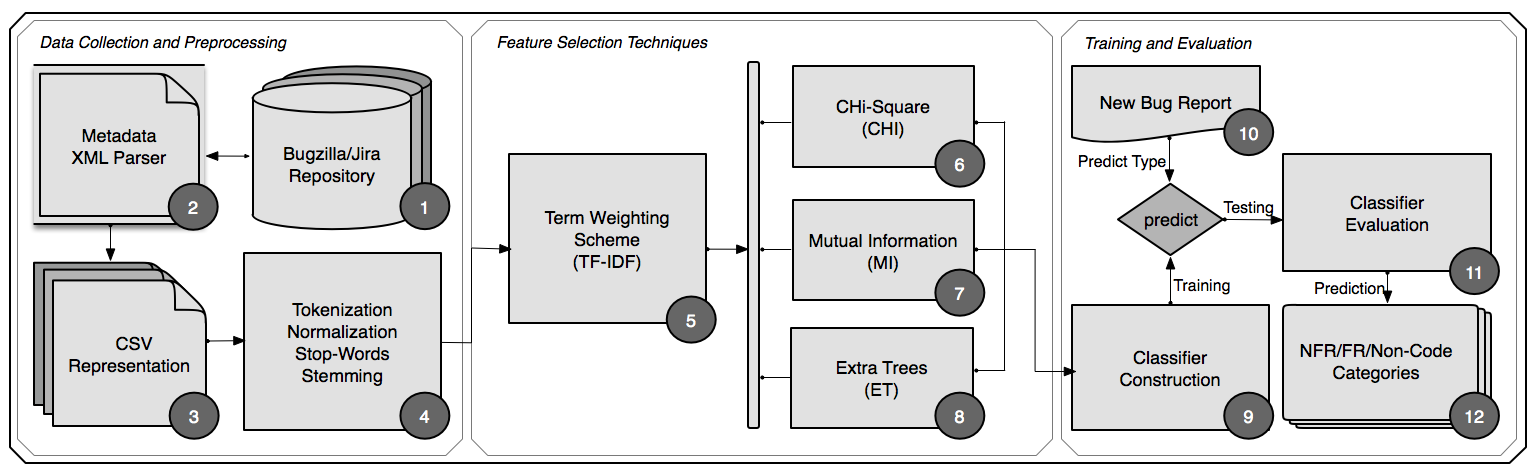 Data Collection and Preprocessing
Metadata
XML Parser
2
Bugzilla/Jira
Repository
1
CSV
Representation
3
Tokenization
Normalization
Stop-Words
Stemming
4
Feature Selection Techniques
Term Weighting
Scheme
(TF-IDF)
5
CHi-Square
(CHI)
6
Mutual Information
(MI)
7
Extra Trees
(ET)
8
Training and Evaluation
New Bug Report
10
Predict Type
predict
Testing
Classifier
Evaluation
11
Training
Prediction
Classifier
Construction
9
NFR/FR/Non-Code
Categories
12